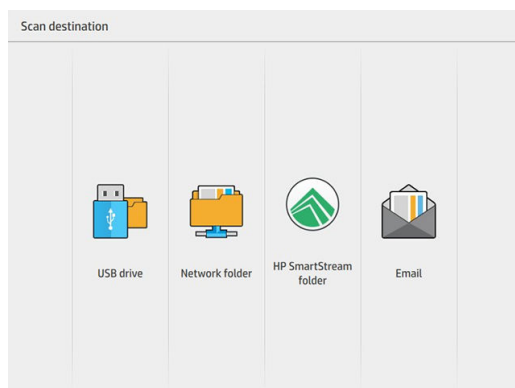 Scan destination
USB drive
Network folder
HP SmartStream
folder
Email